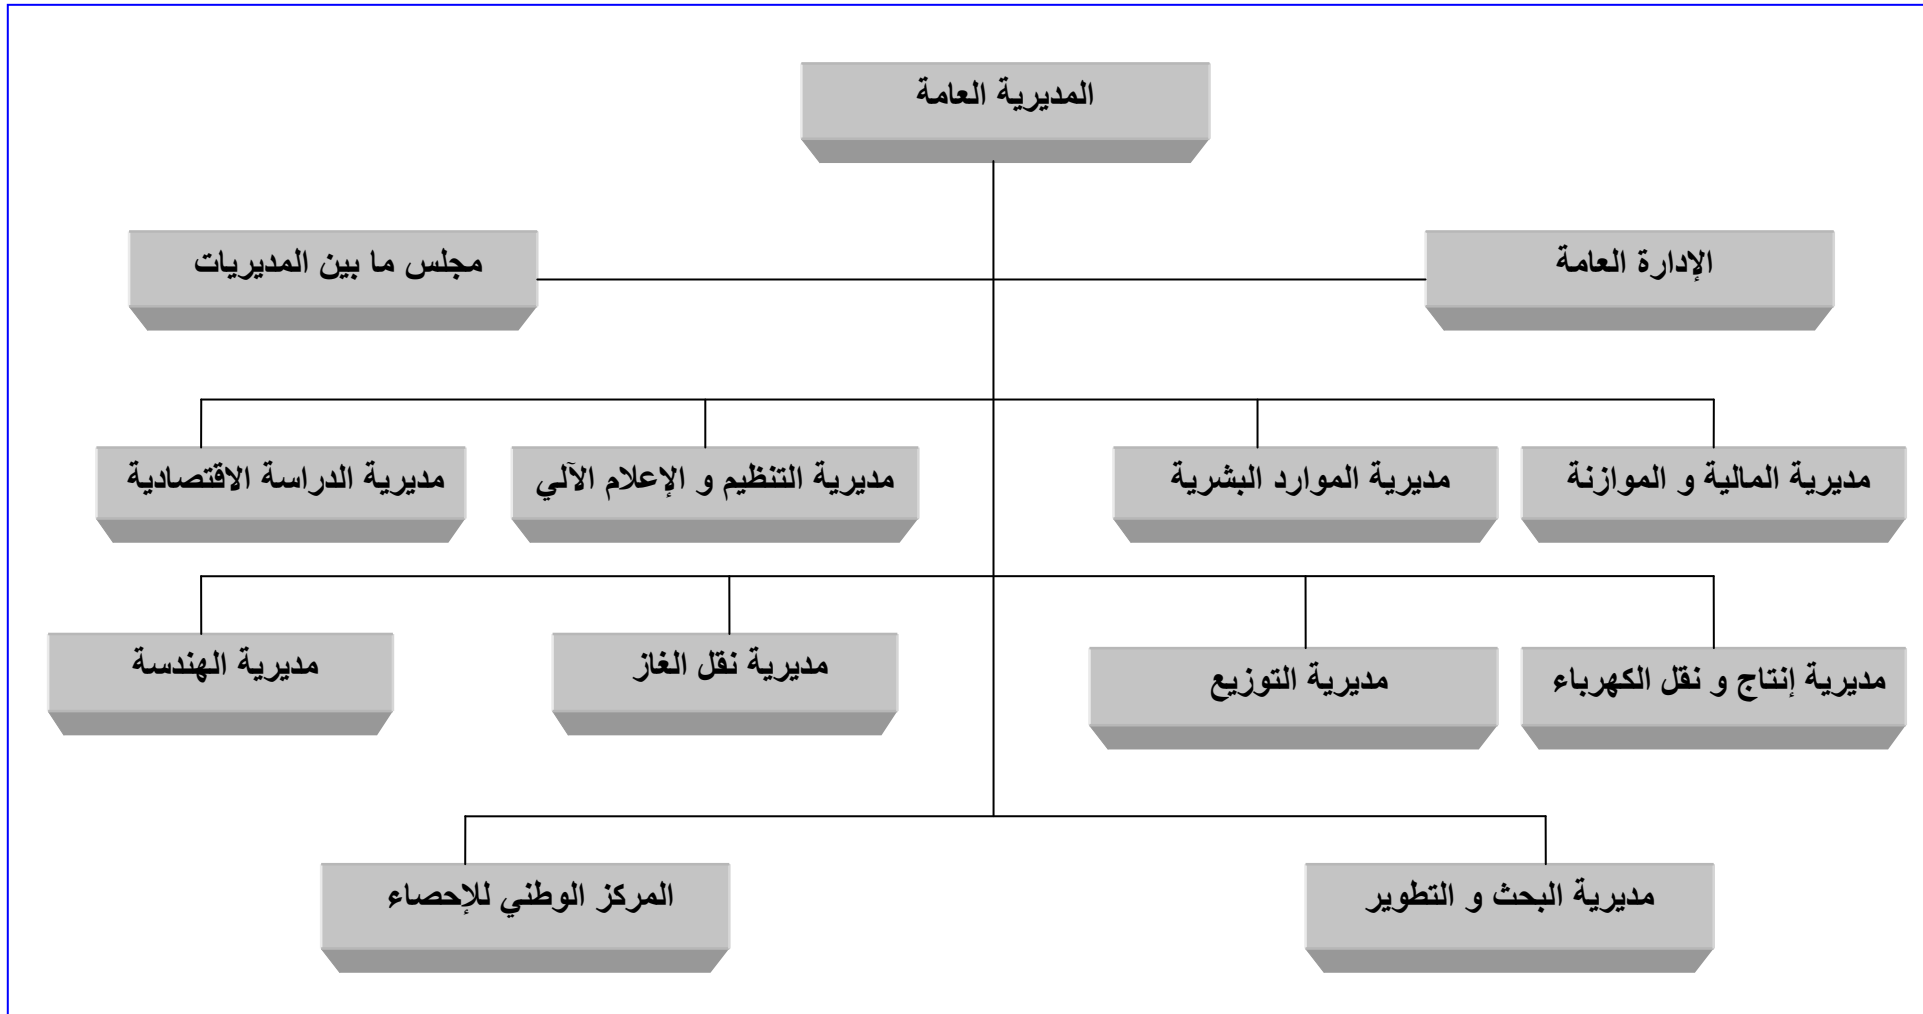 المديرية العامة
الإدارة العامة
مجلس ما بين المديريات
مديرية المالية و الموازنة
مديرية الموارد البشرية
مديرية التنظيم و الإعلام الآلي
مديرية الدراسة الاقتصادية
مديرية إنتاج و نقل الكهرباء
مديرية التوزيع
مديرية نقل الغاز
مديرية الهندسة
مديرية البحث و التطوير
المركز الوطني للإحصاء